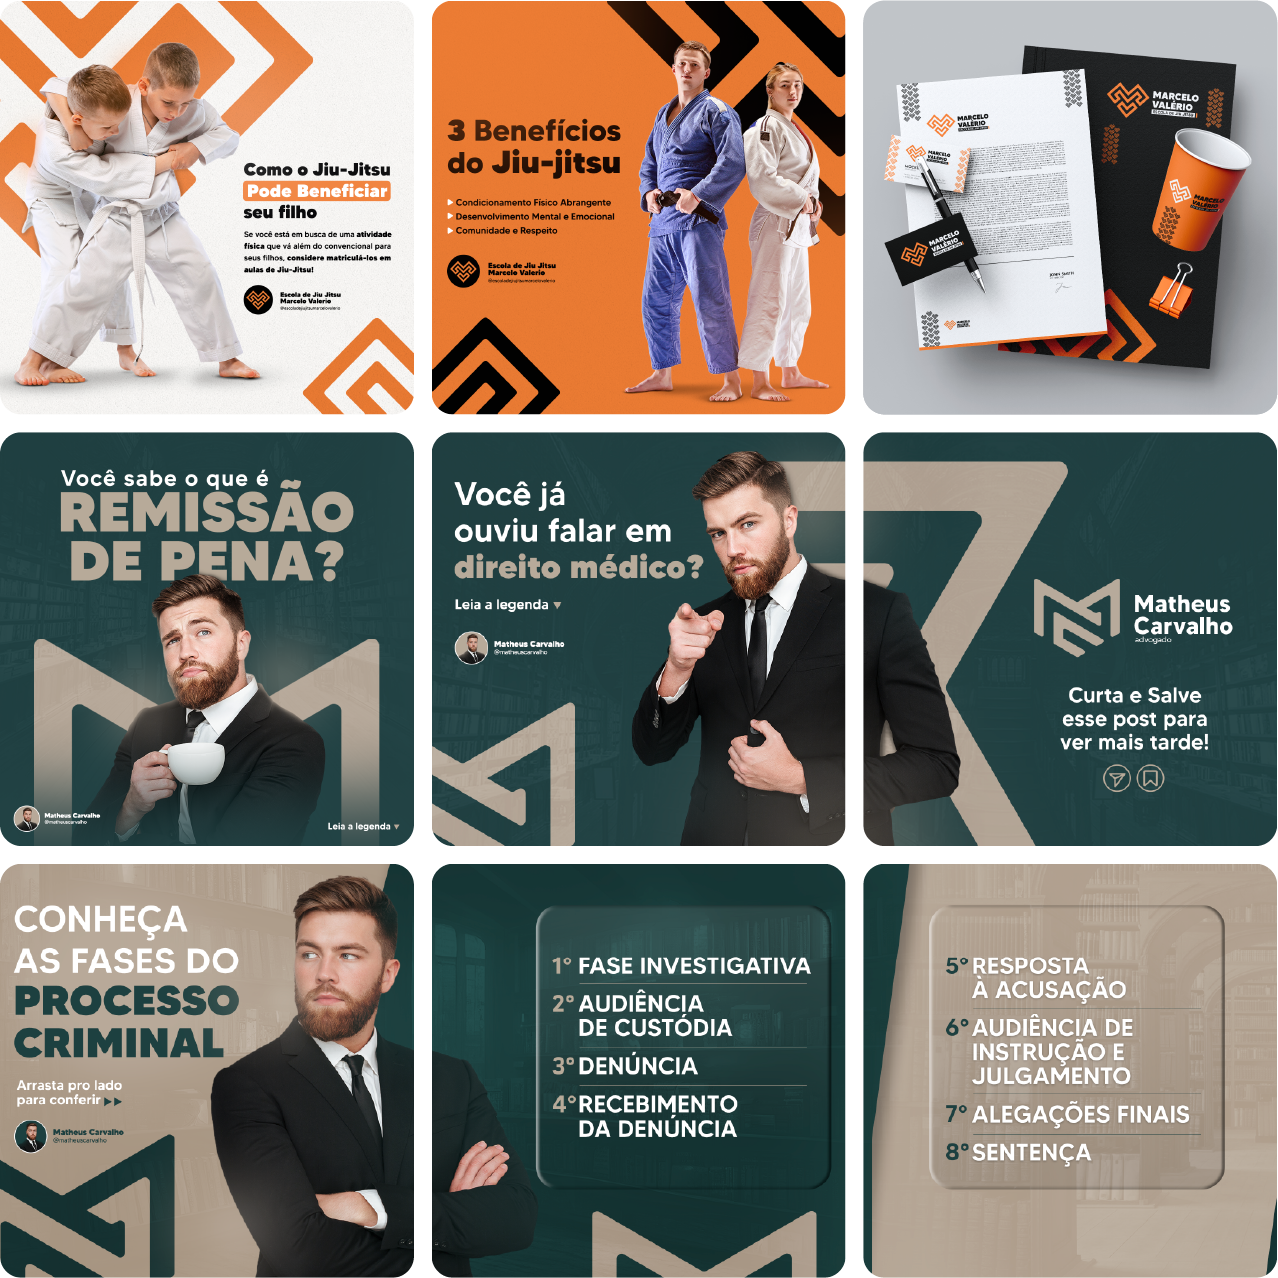 Como o Jiu-Jitsu
Pode Beneficiar
seu filho
Se você está em busca de uma atividade
física que vá além do convencional para
seus filhos, considere matriculá-los em
aulas de Jiu-Jitsu!
Escola de Jiu Jitsu
Marcelo Valerio
@escoladejiujitsumarcelovalerio
3 Benefícios
do Jiu-jitsu
Condicionamento Físico Abrangente
Desenvolvimento Mental e Emocional
Comunidade e Respeito
Escola de Jiu Jitsu
Marcelo Valerio
@escoladejiujitsumarcelovalerio
MARCELO
VALÉRIO
ESCOLA DE JIU JITSU
MARCELO
VALÉRIO
ESCOLA DE JIU JITSU
MARCELO
VALÉRIO
MARCELO
VALÉRIO
MARCELO
VALÉRIO
JOHN SMITH
Você sabe o que é
REMISSÃO
DE PENA?
Matheus Carvalho
@matheuscarvalho
Leia a legenda
Você já
ouviu falar em
direito médico?
Leia a legenda
Matheus Carvalho
@matheuscarvalho
Matheus
Carvalho
advogado
Curta e Salve
esse post para
ver mais tarde!
CONHEÇA
AS FASES DO
PROCESSO
CRIMINAL
Arrasta pro lado
para conferir
Matheus Carvalho
@matheuscarvalho
1° FASE INVESTIGATIVA
2° AUDIÊNCIA
DE CUSTÓDIA
3° DENÚNCIA
4° RECEBIMENTO
DA DENÚNCIA
5° RESPOSTA
À ACUSAÇÃO
6° AUDIÊNCIA DE
INSTRUÇÃO E
JULGAMENTO
7° ALEGAÇÕES FINAIS
8° SENTENÇA